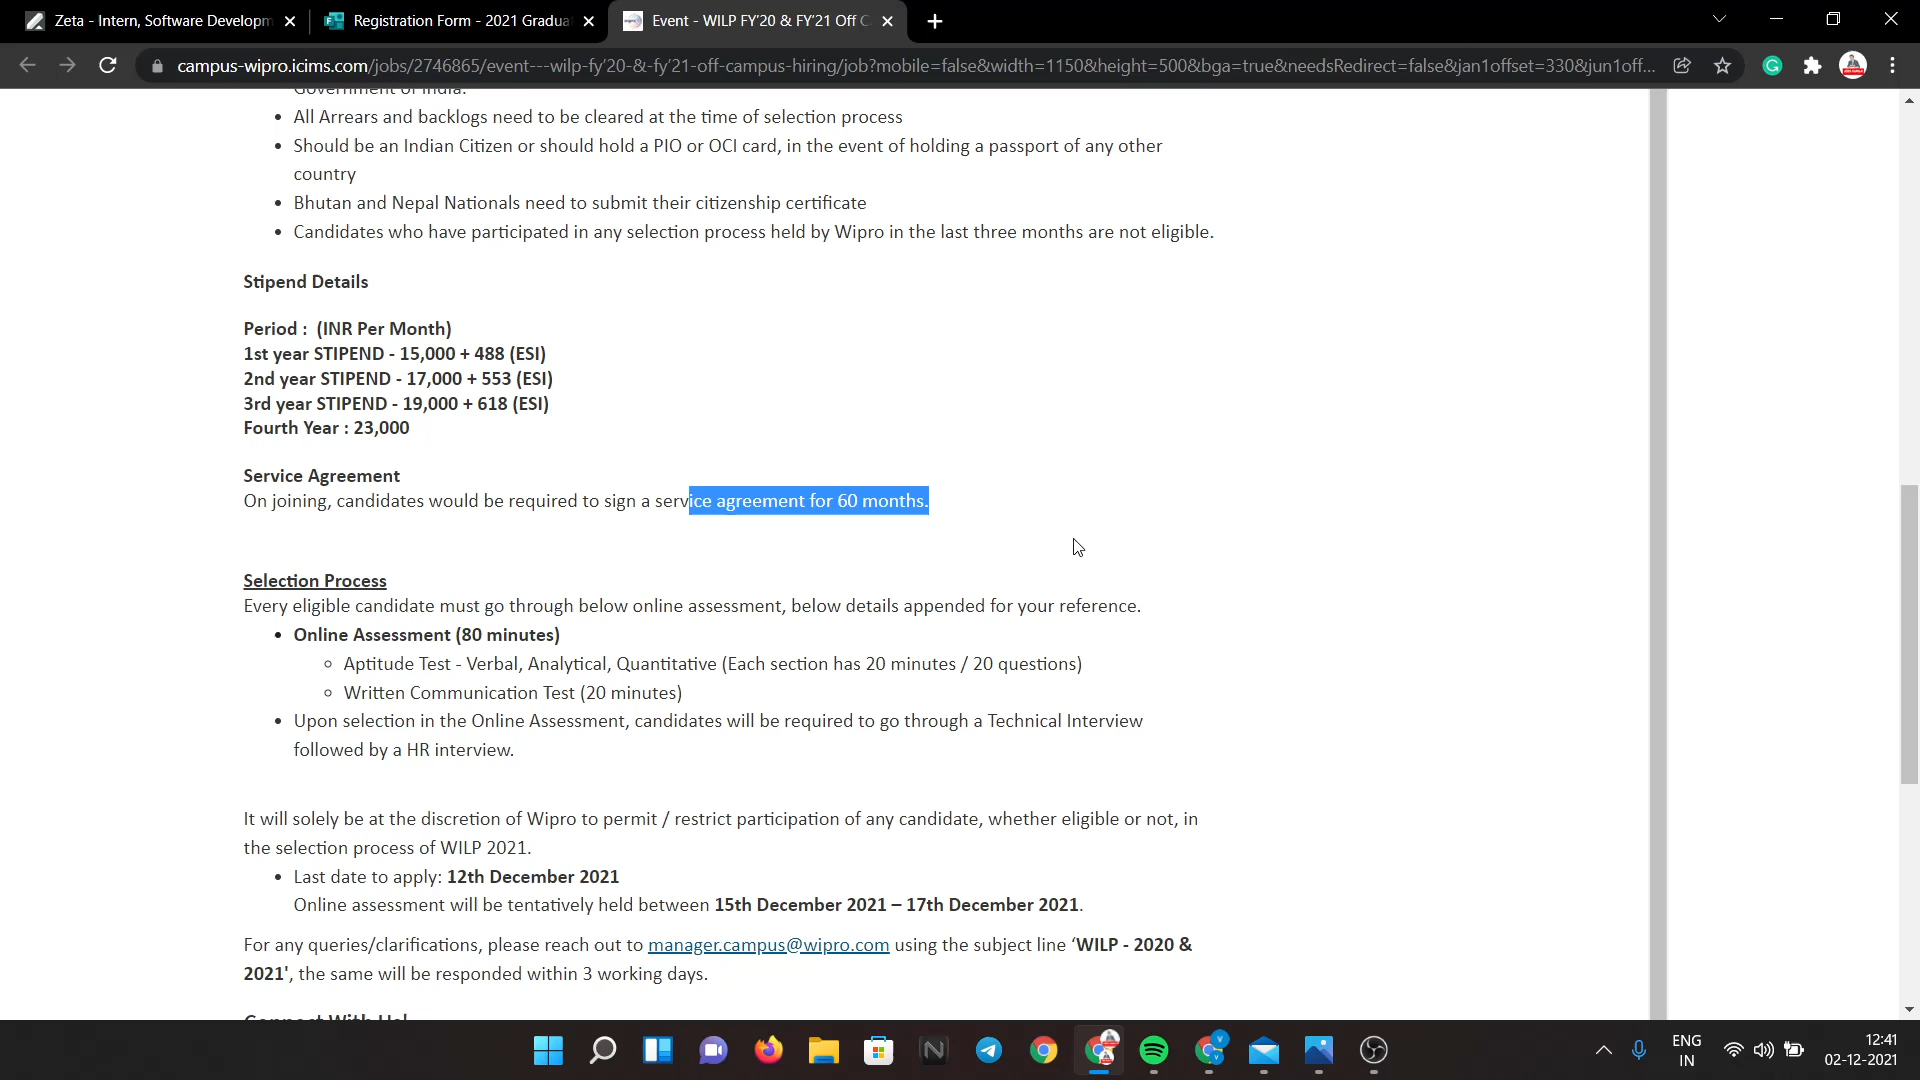 Zeta - Intern, Software Developm
Registration Form - 2021 Gradua
Event - WILP FY'20 & FY'21 Off C
campus-wipro.icims.com/jobs/2746865/event---wilp-fy'20-&-fy'21-off-campus-hiring/job?mobile=false&width=1150&height=500&bga=true&needsRedirect=false&jan1offset=330&jun1off...
Government of India.
• All Arrears and backlogs need to be cleared at the time of selection process
• Should be an Indian Citizen or should hold a PIO or OCI card, in the event of holding a passport of any other
country
• Bhutan and Nepal Nationals need to submit their citizenship certificate
• Candidates who have participated in any selection process held by Wipro in the last three months are not eligible.
Stipend Details
Period :  (INR Per Month)
1st year STIPEND - 15,000 + 488 (ESI)
2nd year STIPEND - 17,000 + 553 (ESI)
3rd year STIPEND - 19,000 + 618 (ESI)
Fourth Year : 23,000
Service Agreement
On joining, candidates would be required to sign a service agreement for 60 months.
Selection Process
Every eligible candidate must go through below online assessment, below details appended for your reference.
• Online Assessment (80 minutes)
◦ Aptitude Test - Verbal, Analytical, Quantitative (Each section has 20 minutes / 20 questions)
◦ Written Communication Test (20 minutes)
• Upon selection in the Online Assessment, candidates will be required to go through a Technical Interview
followed by a HR interview.
It will solely be at the discretion of Wipro to permit / restrict participation of any candidate, whether eligible or not, in
the selection process of WILP 2021.
• Last date to apply: 12th December 2021
Online assessment will be tentatively held between 15th December 2021 – 17th December 2021.
For any queries/clarifications, please reach out to manager.campus@wipro.com using the subject line ‘WILP - 2020 &
2021', the same will be responded within 3 working days.
Connect With Us!
ENG
IN
12:41
02-12-2021